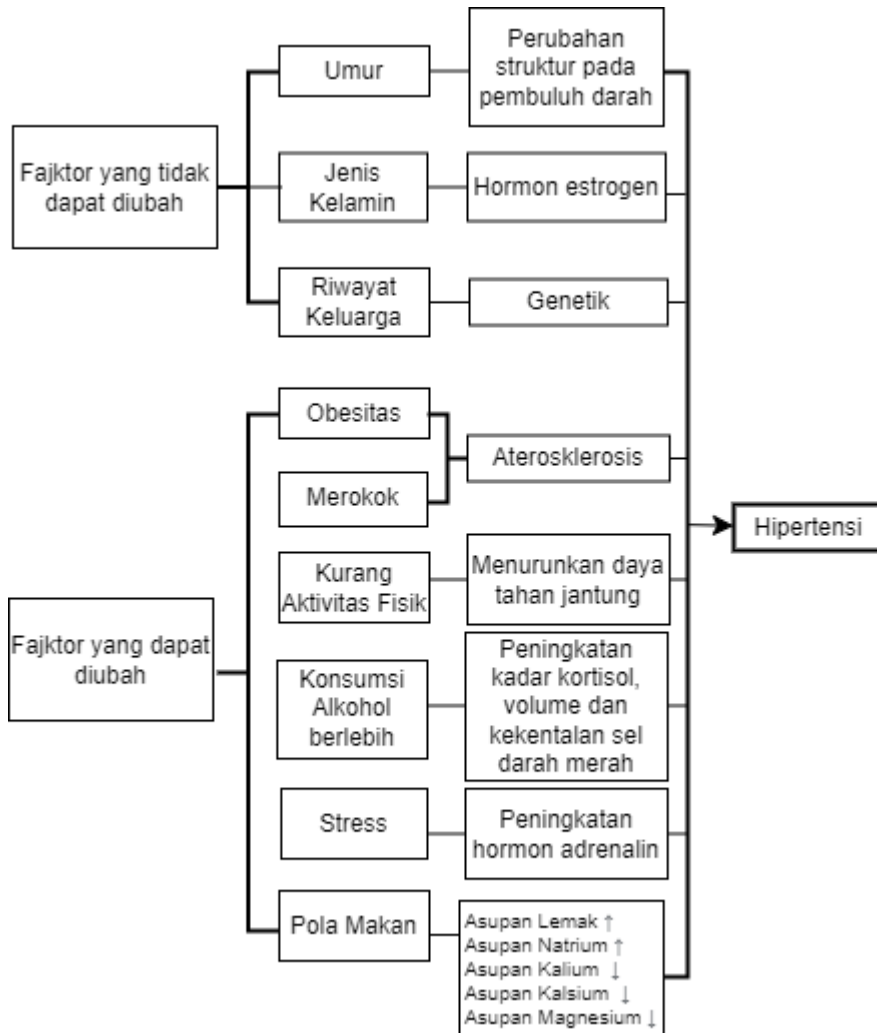 Umur
Perubahan
struktur pada
pembuluh darah
Fajktor yang tidak
dapat diubah
Jenis
Kelamin
Hormon estrogen
Riwayat
Keluarga
Genetik
Obesitas
Merokok
Aterosklerosis
Hipertensi
Kurang
Aktivitas Fisik
Menurunkan daya
tahan jantung
Fajktor yang dapat
diubah
Konsumsi
Alkohol
berlebih
Peningkatan
kadar kortisol,
volume dan
kekentalan sel
darah merah
Stress
Peningkatan
hormon adrenalin
Pola Makan
Asupan Lemak ↑
Asupan Natrium ↑
Asupan Kalium ↓
Asupan Kalsium ↓
Asupan Magnesium ↓